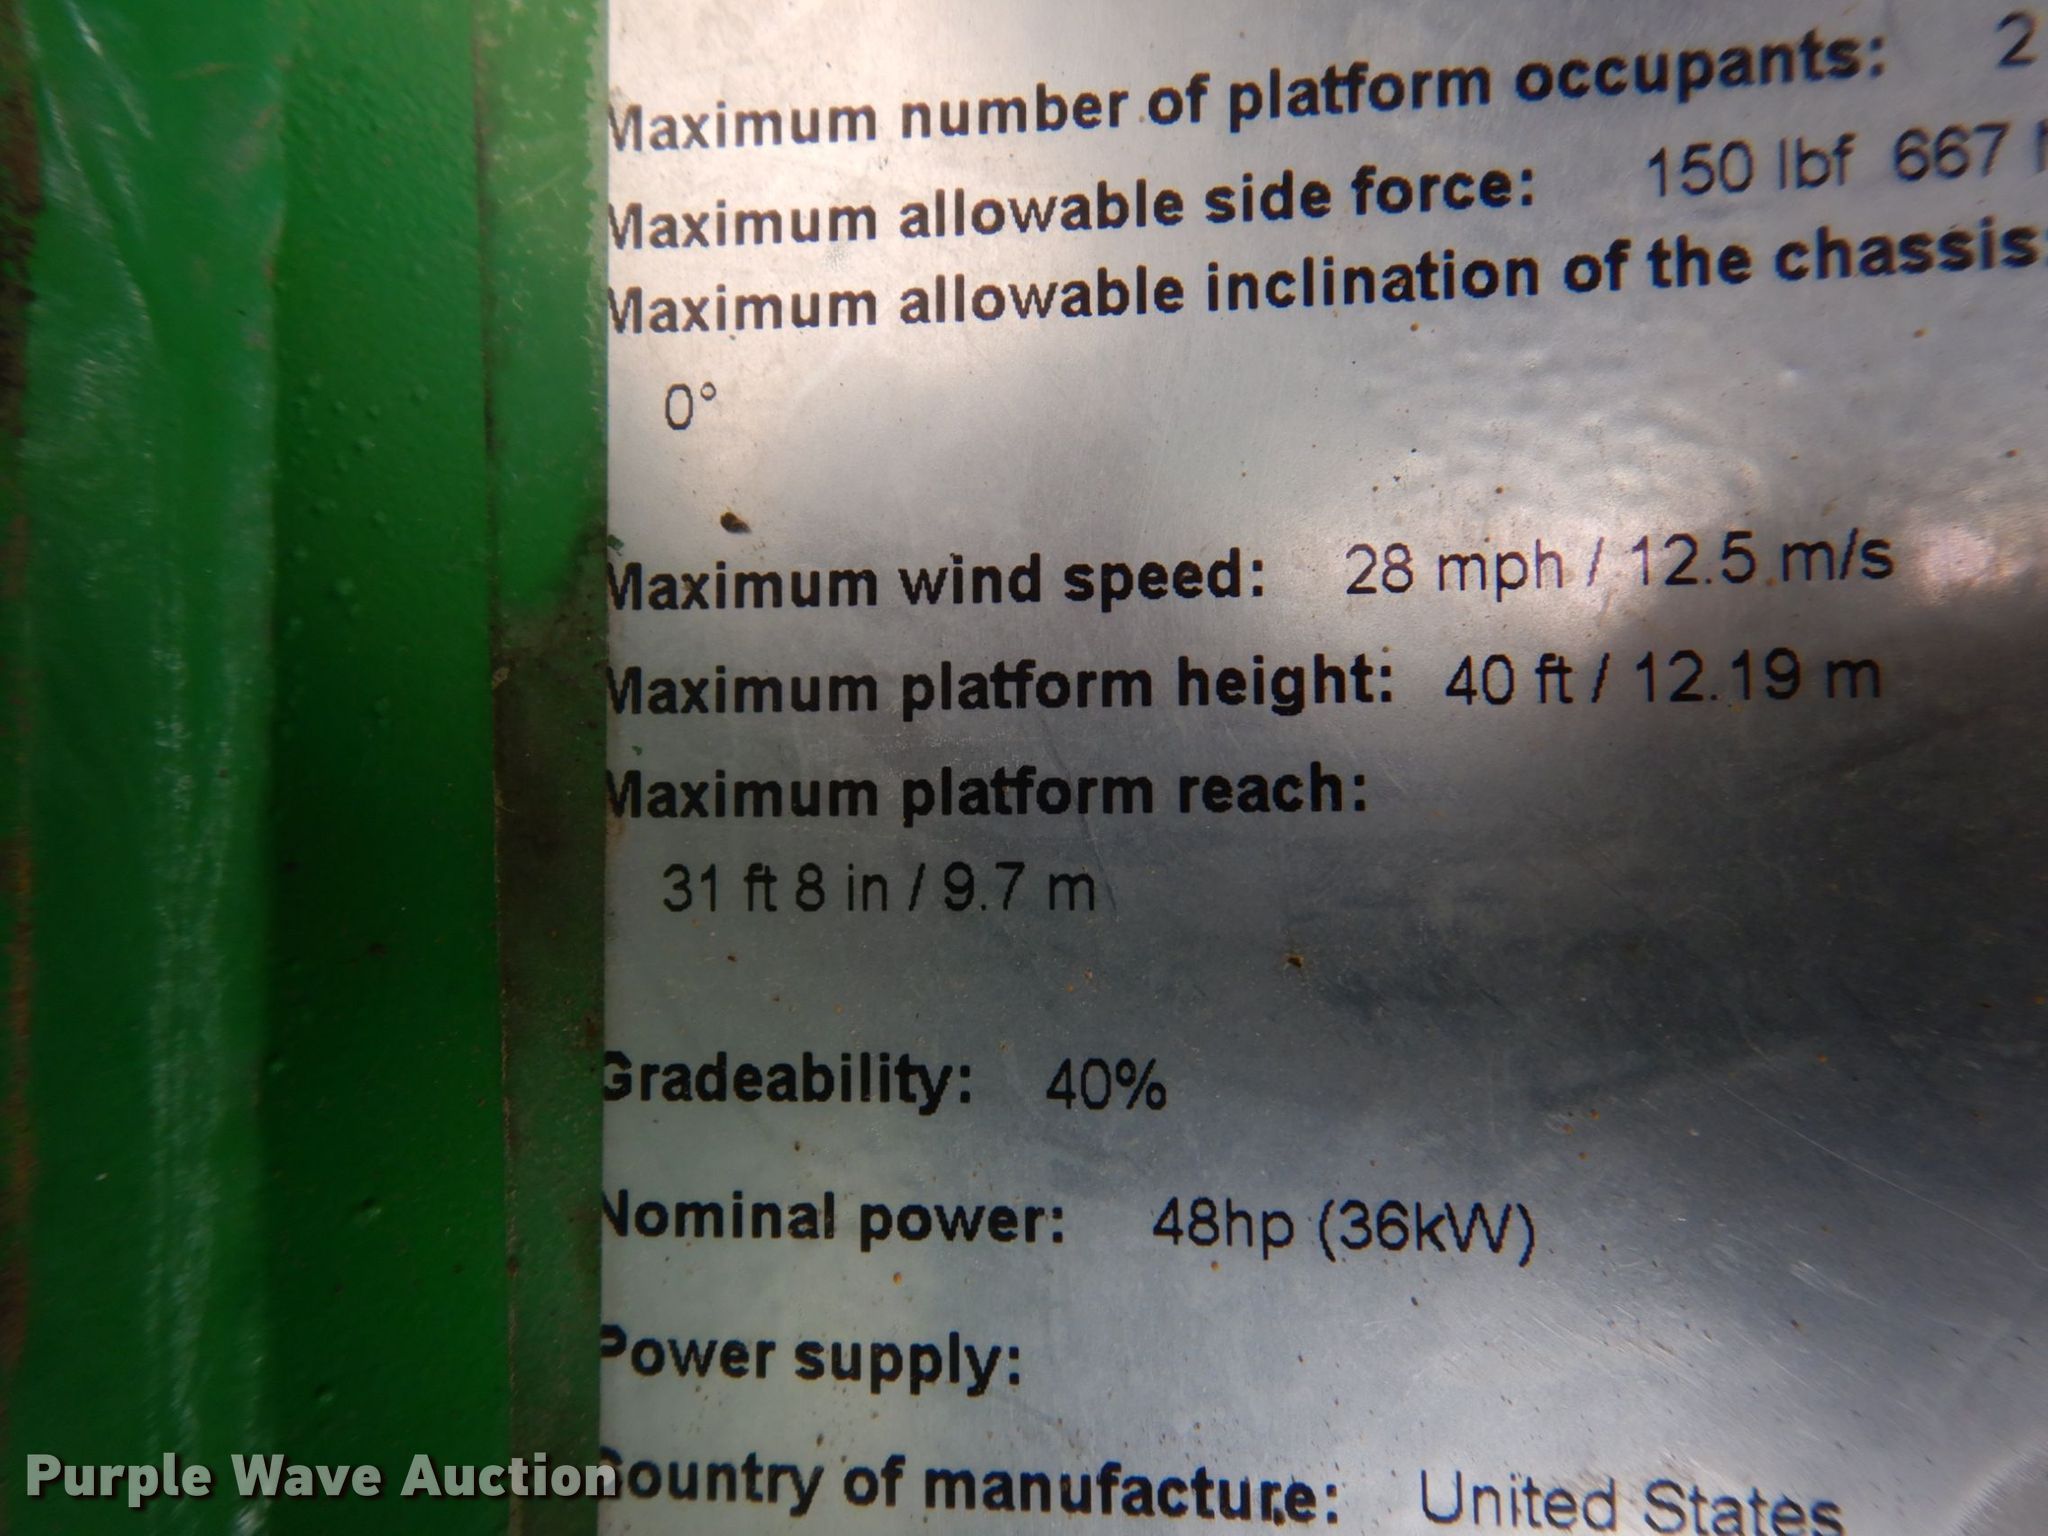 Maximum number of platform occupants: 2
Maximum allowable side force: 150 lbf 667 N
Maximum allowable inclination of the chassis:
0°
Maximum wind speed: 28 mph / 12.5 m/s
Maximum platform height: 40 ft / 12.19 m
Maximum platform reach:
31 ft 8 in / 9.7 m
Gradeability: 40%
Nominal power: 48hp (36kW)
Power supply:
Country of manufacture: United States
Purple Wave Auction